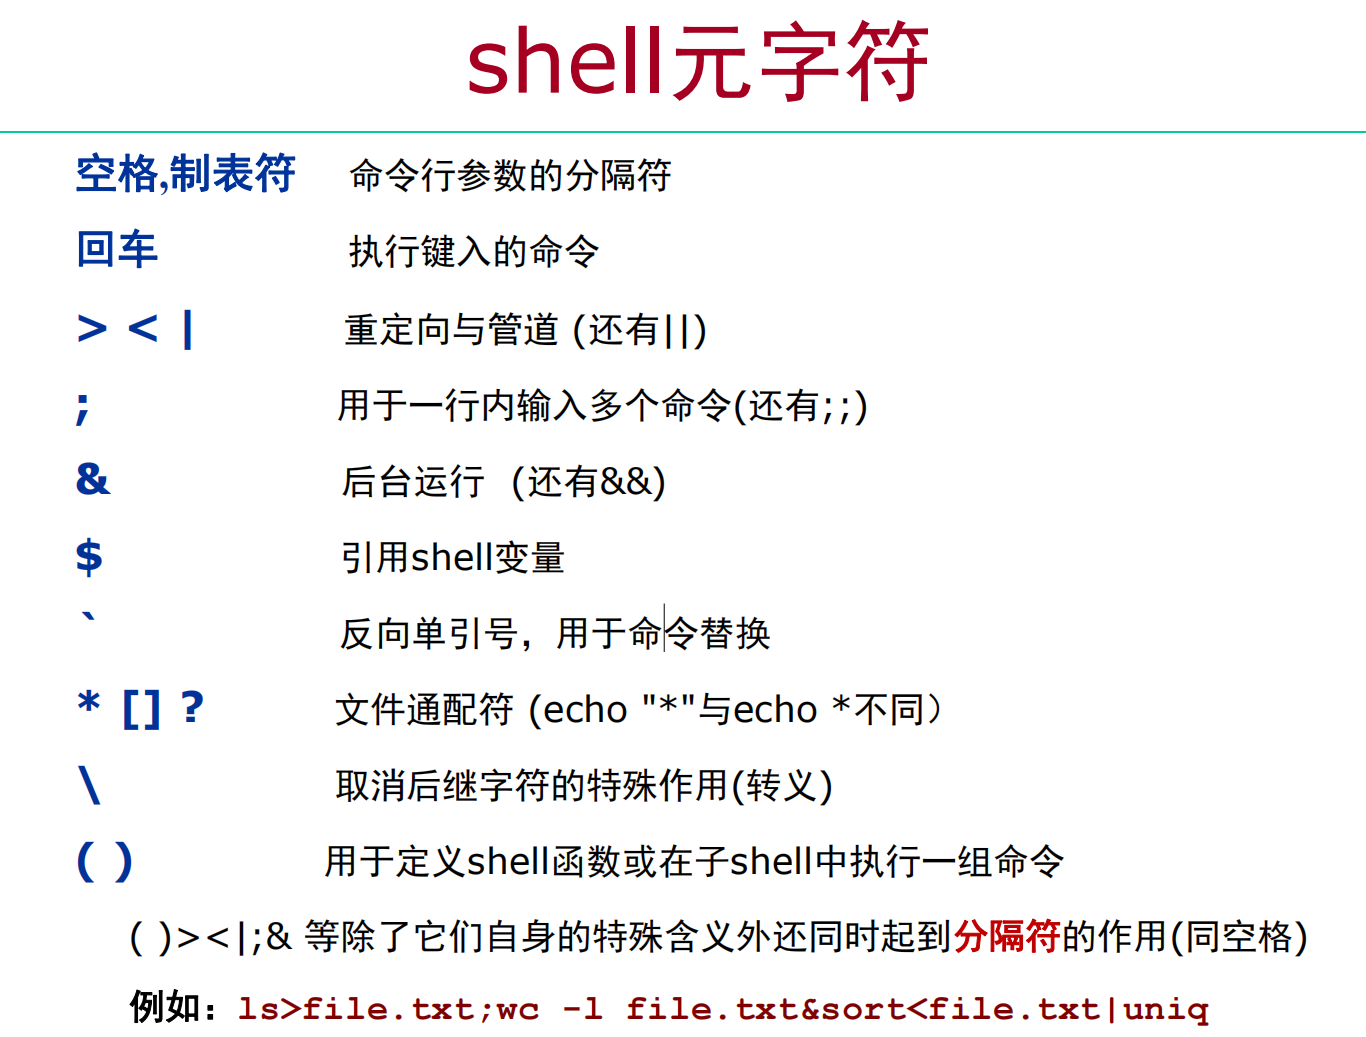 shell元字符
空格,制表符 命令行参数的分隔符
回车 执行键入的命令
> < | 重定向与管道 (还有||)
; 用于一行内输入多个命令(还有;;)
& 后台运行 (还有&&)
$ 引用shell变量
` 反向单引号，用于命令替换
* [] ? 文件通配符 (echo "*"与echo *不同）
\ 取消后继字符的特殊作用(转义)
( ) 用于定义shell函数或在子shell中执行一组命令
( )><|;& 等除了它们自身的特殊含义外还同时起到分隔符的作用(同空格)
例如：ls>file.txt;wc -l file.txt&sort<file.txt|uniq